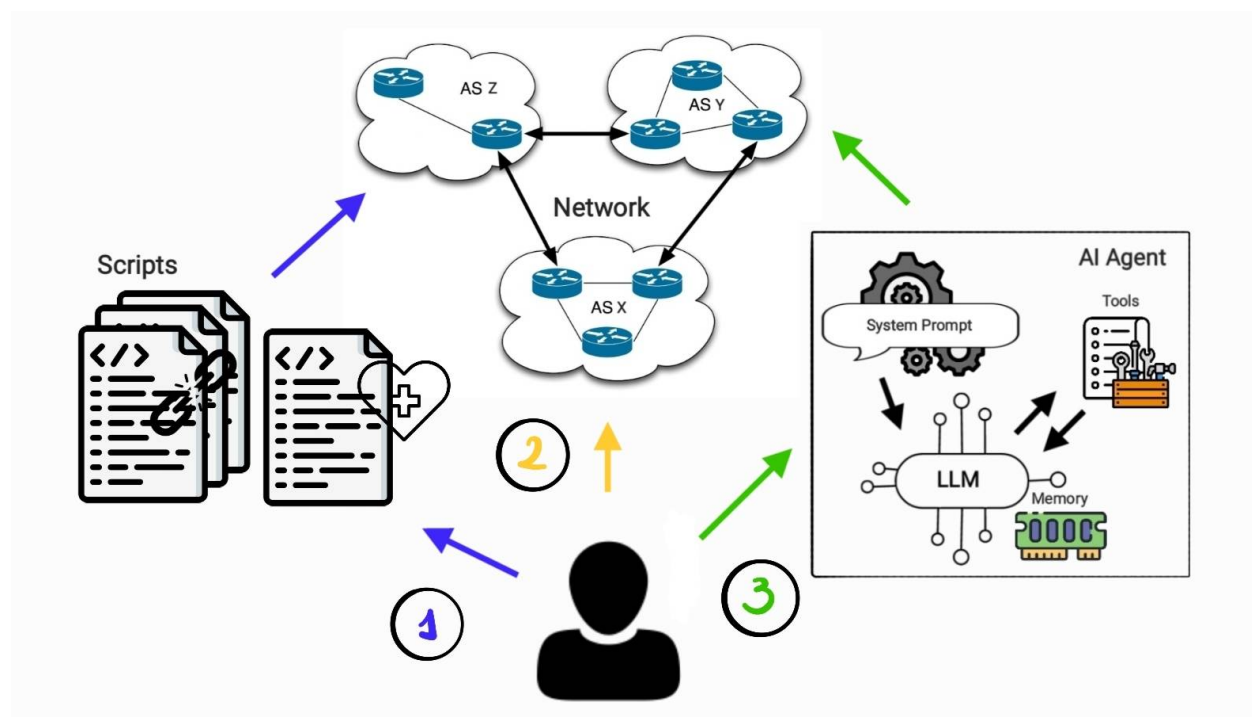 AS Z
AS Y
Network
AS X
Scripts
</>
</>
AI Agent
System Prompt
Tools
LLM
Memory
1
2
3